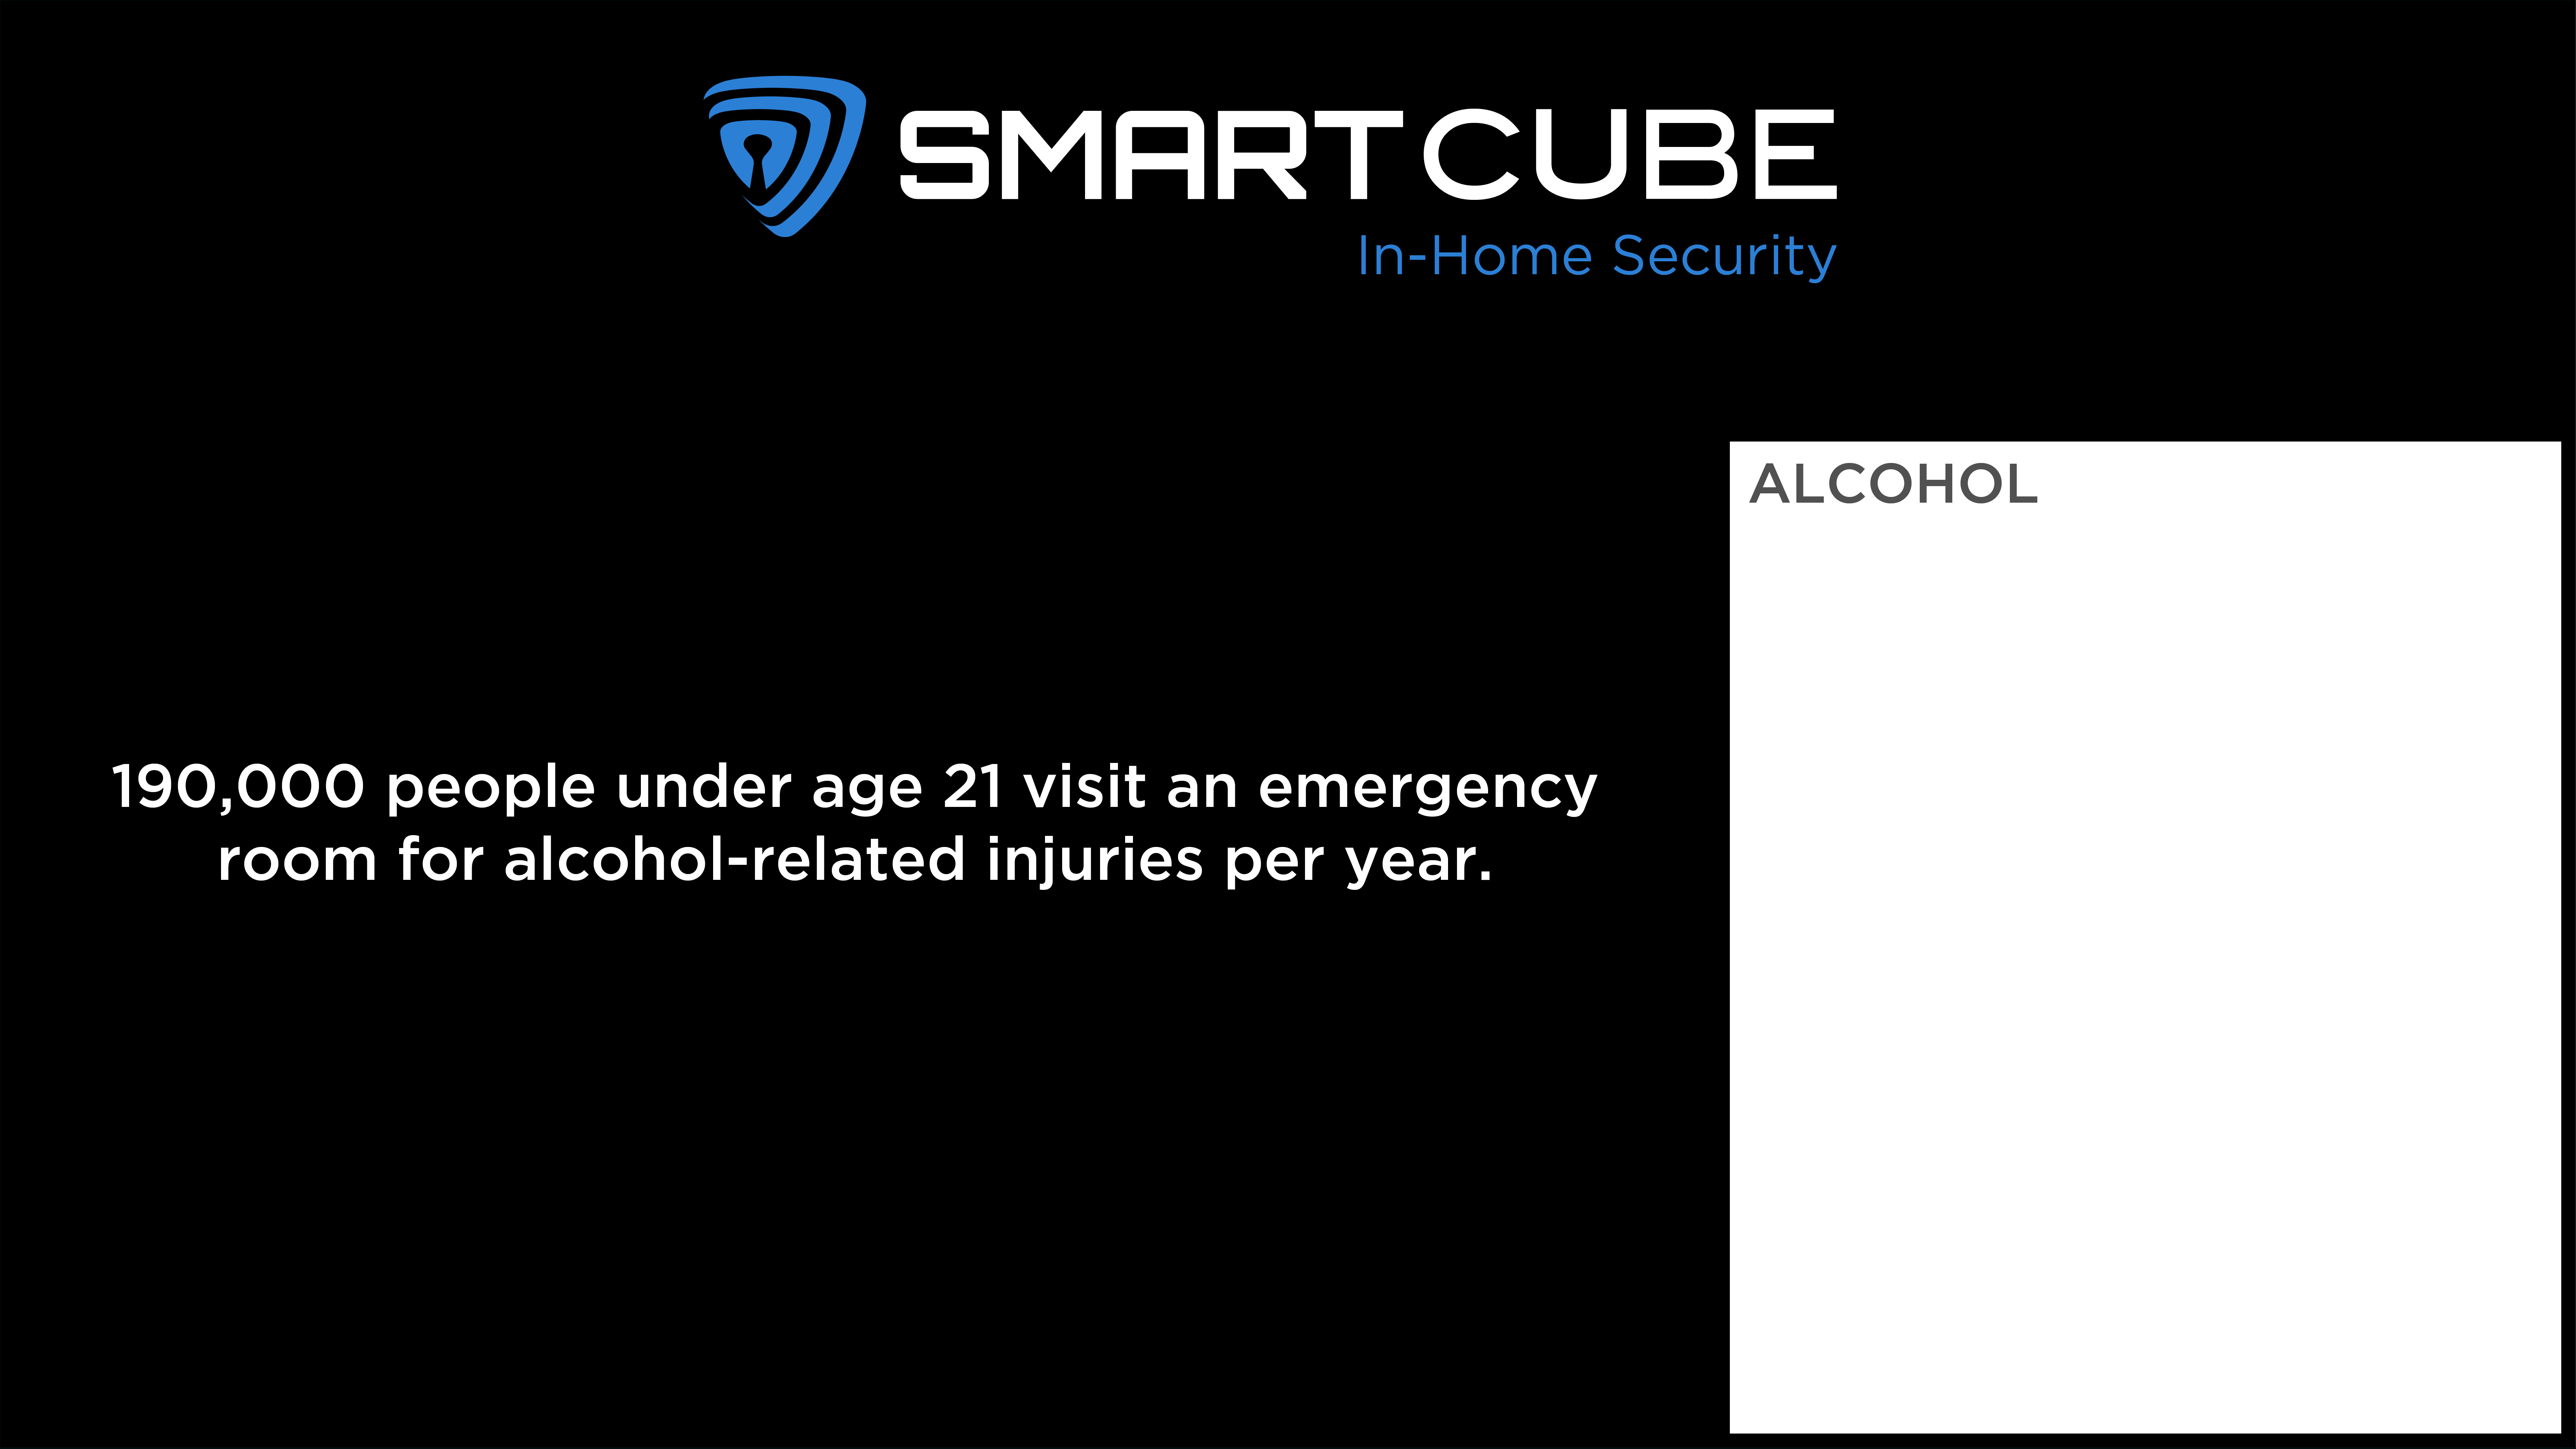 SMARTCUBE
In-Home Security
ALCOHOL
190,000 people under age 21 visit an emergency
room for alcohol-related injuries per year.